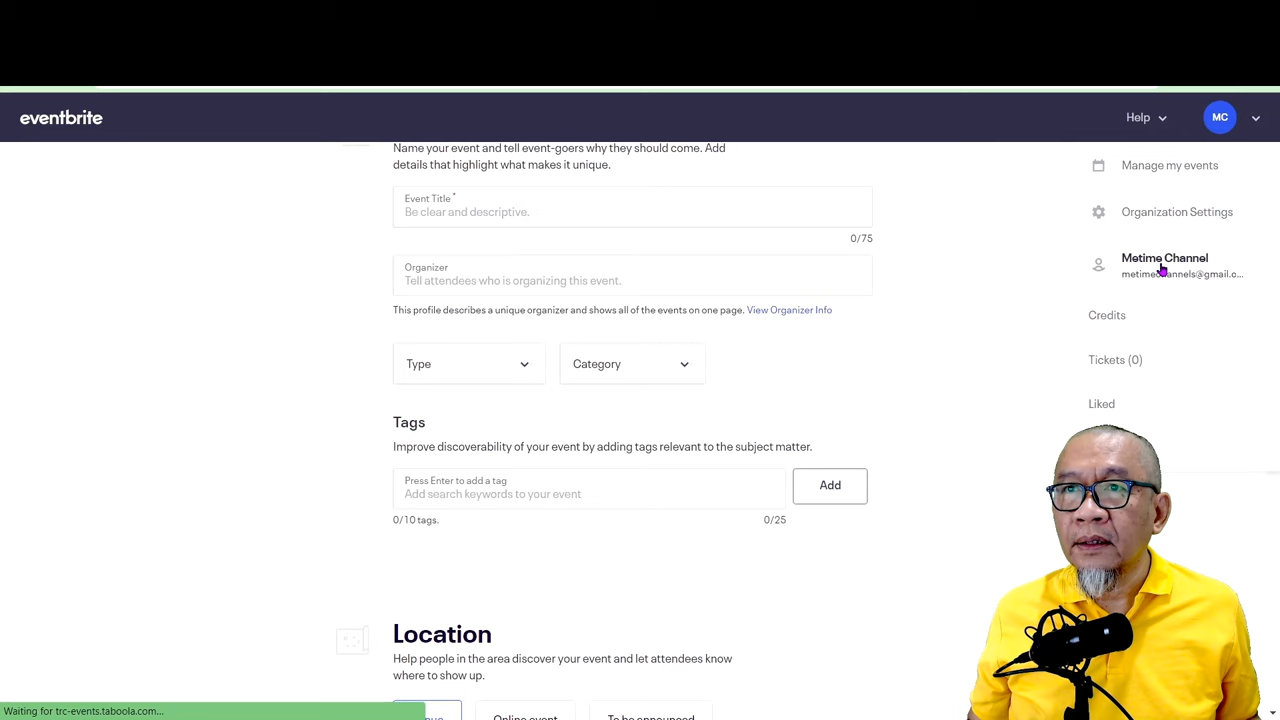 eventbrite
Help
MC
Name your event and tell event-goers why they should come. Add
details that highlight what makes it unique.
Event Title *
Be clear and descriptive.
0/75
Organizer
Tell attendees who is organizing this event.
This profile describes a unique organizer and shows all of the events on one page. View Organizer Info
Type
Category
Tags
Improve discoverability of your event by adding tags relevant to the subject matter.
Press Enter to add a tag
Add search keywords to your event
Add
0/10 tags.
0/25
Location
Help people in the area discover your event and let attendees know
where to show up.
Online event
To be announced
Manage my events
Organization Settings
Metime Channel
Credits
Tickets (0)
Liked
Waiting for trc-events.taboola.com...